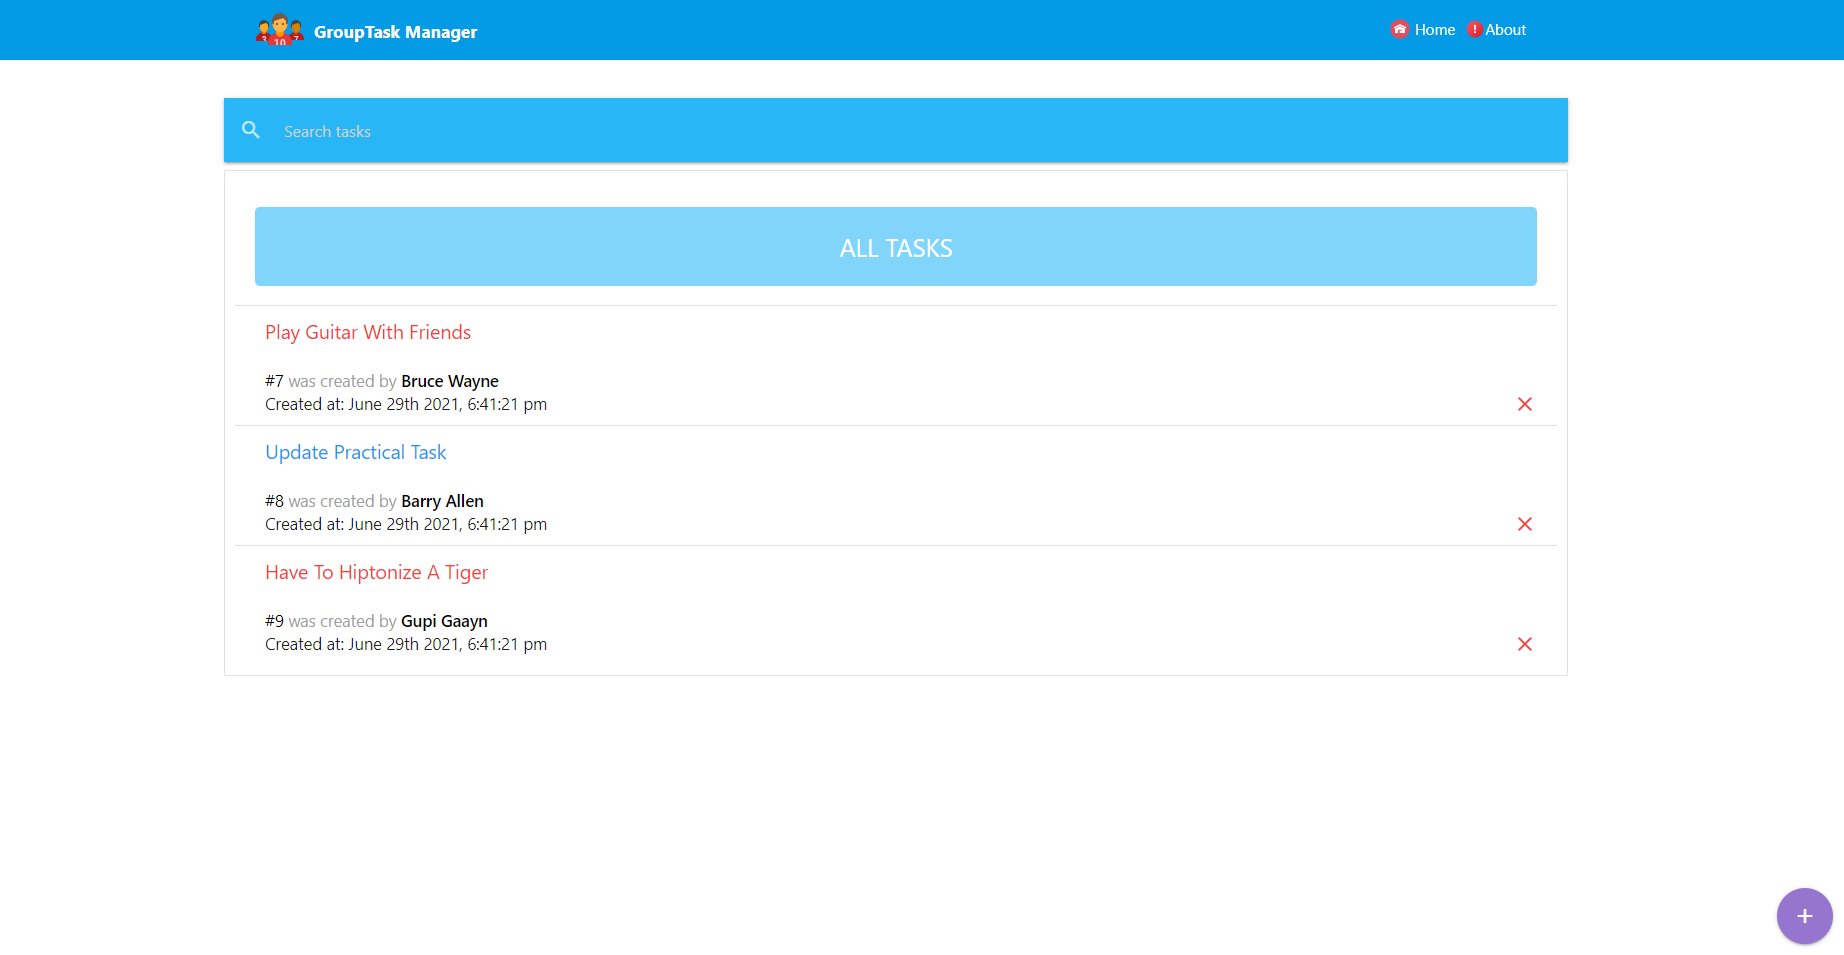 GroupTask Manager
Home
About
Search tasks
ALL TASKS
Play Guitar With Friends
#7 was created by Bruce Wayne
Created at: June 29th 2021, 6:41:21 pm
Update Practical Task
#8 was created by Barry Allen
Created at: June 29th 2021, 6:41:21 pm
Have To Hiptonize A Tiger
#9 was created by Gupi Gaayn
Created at: June 29th 2021, 6:41:21 pm